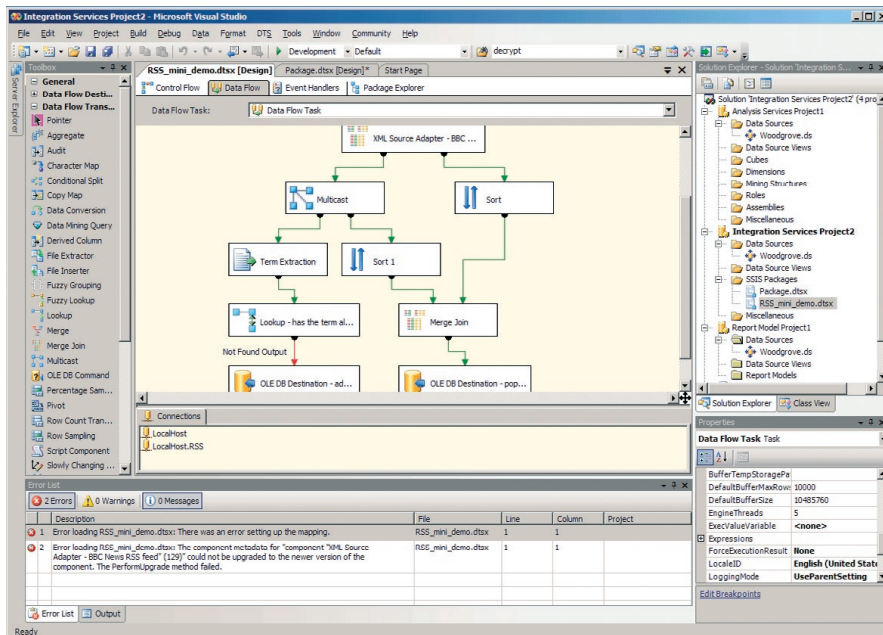 Integration Services Project2 - Microsoft Visual Studio
File Edit View Project Build Debug Data Format DTS Tools Window Community Help
Development Default decrypt
Server Explorer
Toolbox
General
Data Flow Desti...
Data Flow Trans...
Pointer
Aggregate
Audit
Character Map
Conditional Split
Copy Map
Data Conversion
Data Mining Query
Derived Column
File Extractor
File Inserter
Fuzzy Grouping
Fuzzy Lookup
Lookup
Merge
Merge Join
Multicast
OLE DB Command
Percentage Sam...
Pivot
Row Count Tran...
Row Sampling
Script Component
Slowly Changing ...
RSS_mini_demo.dtsx [Design] Package.dtsx [Design]* Start Page
Control Flow Data Flow Event Handlers Package Explorer
Data Flow Task: Data Flow Task
XML Source Adapter - BBC ...
Multicast Sort
Term Extraction Sort 1
Lookup - has the term al... Merge Join
Not Found Output
OLE DB Destination - ad... OLE DB Destination - pop...
Connections
LocalHost
LocalHost.RSS
Solution Explorer - Solution 'Integration S...
Solution 'Integration Services Project2' (4 pro
Analysis Services Project1
Data Sources
Woodgrove.ds
Data Source Views
Cubes
Dimensions
Mining Structures
Roles
Assemblies
Miscellaneous
Integration Services Project2
Data Sources
Woodgrove.ds
Data Source Views
SSIS Packages
Package.dtsx
RSS_mini_demo.dtsx
Miscellaneous
Report Model Project1
Data Sources
Woodgrove.ds
Data Source Views
Report Models
Solution Explorer Class View
Properties
Data Flow Task Task
BufferTempStoragePa
DefaultBufferMaxRows 10000
DefaultBufferSize 10485760
EngineThreads 5
ExecValueVariable <none>
Expressions
ForceExecutionResult None
LocaleID English (United State
LoggingMode UseParentSetting
Edit Breakpoints
Error List
2 Errors 0 Warnings 0 Messages
Description File Line Column Project
1 Error loading RSS_mini_demo.dtsx: There was an error setting up the mapping. RSS_mini_demo.dtsx 1 1
2 Error loading RSS_mini_demo.dtsx: The component metadata for "component "XML Source RSS_mini_demo.dtsx 1 1
Adapter - BBC News RSS feed" (129)" could not be upgraded to the newer version of the
component. The PerformUpgrade method failed.
Error List Output
Ready